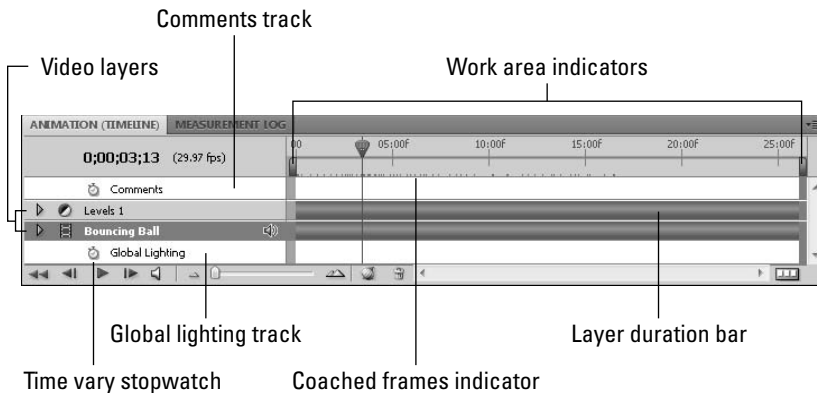 Comments track
Video layers
Work area indicators
ANIMATION (TIMELINE) MEASUREMENT LOG
0;00;03;13 (29.97 fps)
00 05:00f 10:00f 15:00f 20:00f 25:00f
Comments
Levels 1
Bouncing Ball
Global Lighting
Global lighting track
Layer duration bar
Time vary stopwatch
Coached frames indicator